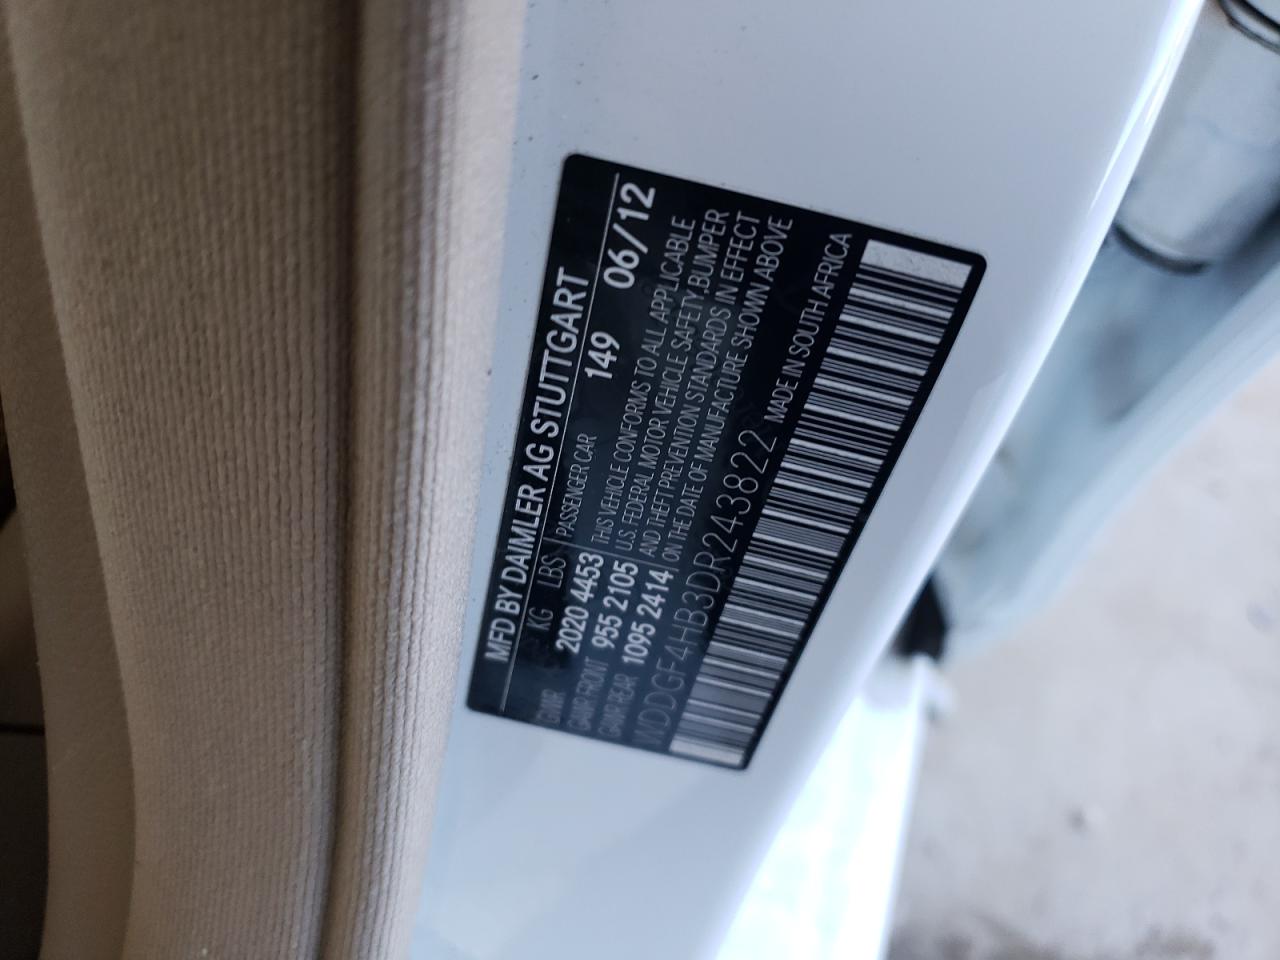 MFD BY DAIMLER AG STUTTGART
KG LBS PASSENGER CAR 149 06/12
GVWR 2020 4453 THIS VEHICLE CONFORMS TO ALL APPLICABLE
GAWR FRONT 955 2105 U.S. FEDERAL MOTOR VEHICLE SAFETY,BUMPER
GAWR REAR 1095 2414 AND THEFT PREVENTION STANDARDS IN EFFECT
ON THE DATE OF MANUFACTURE SHOWN ABOVE
WDDGF4HB3DR243822 MADE IN SOUTH AFRICA